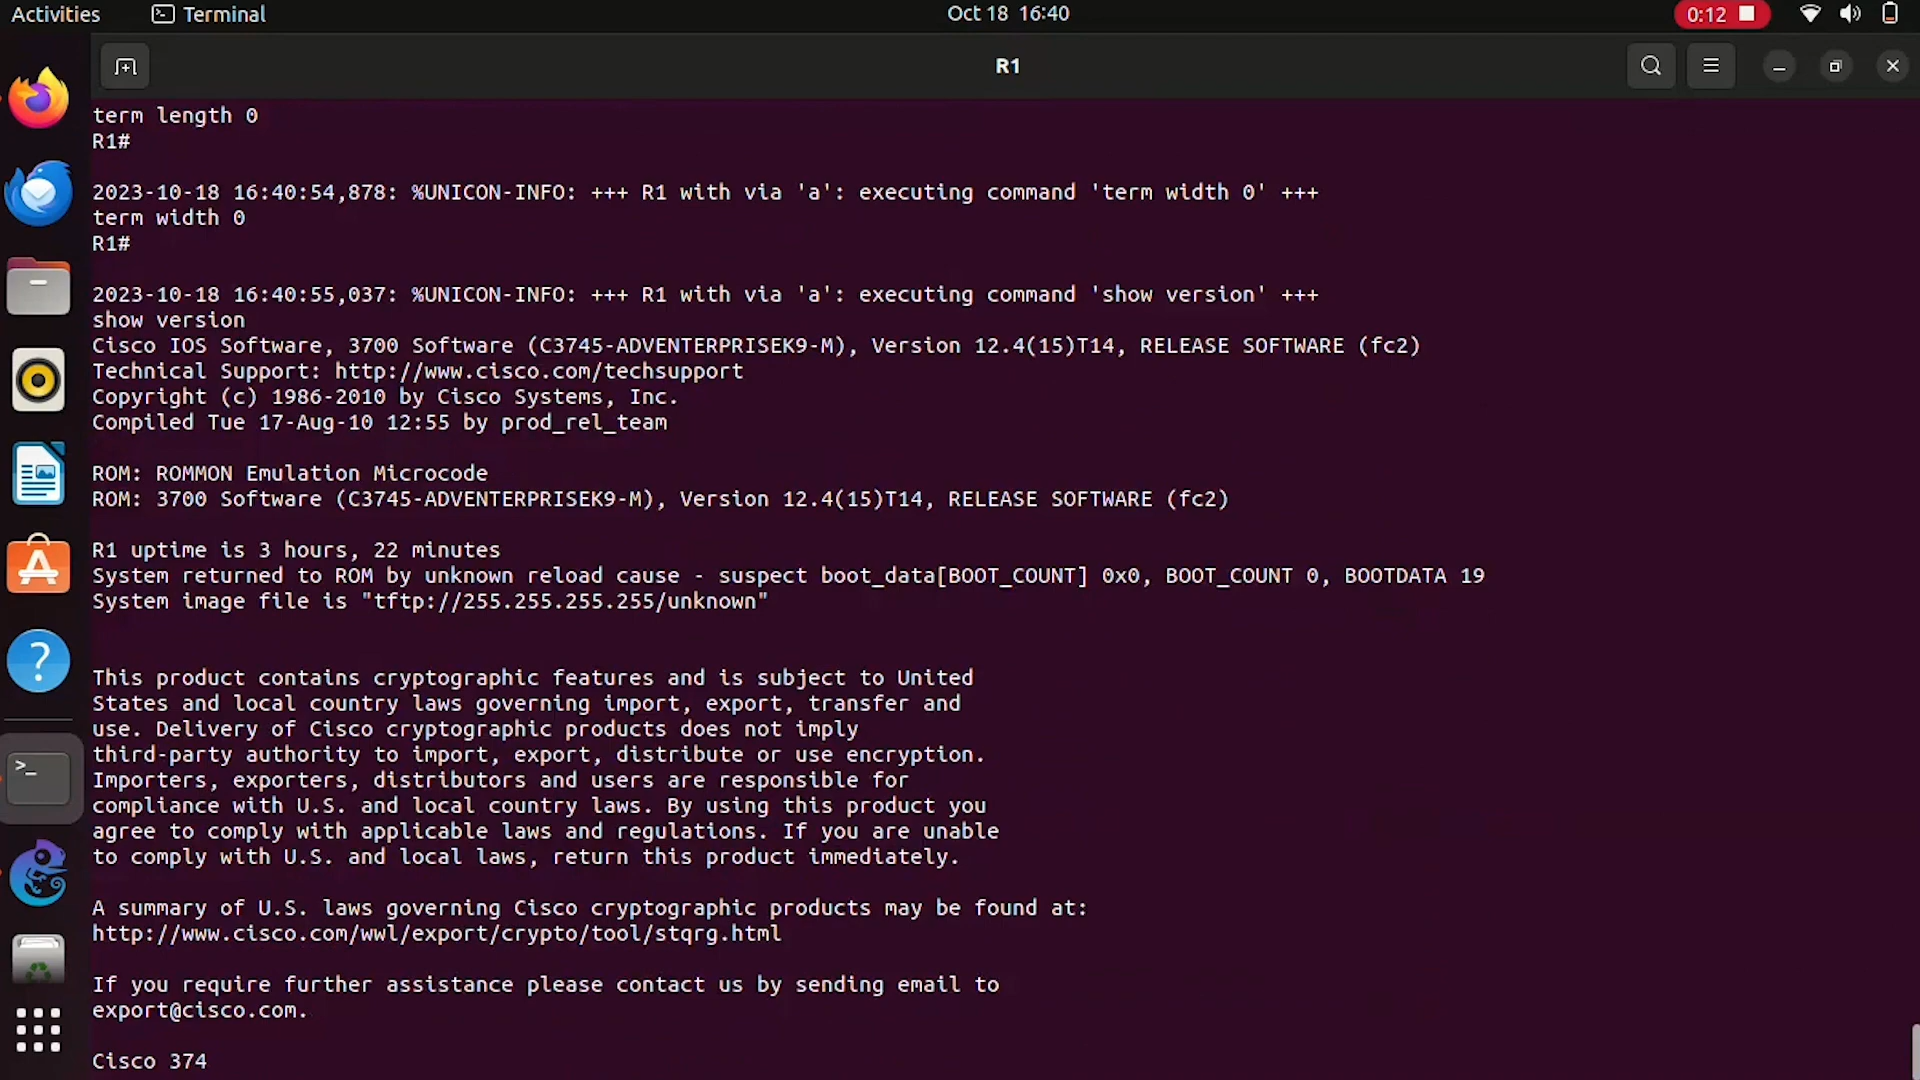 Activities
Terminal
Oct 18 16:40
0:12
R1
term length 0
R1#
2023-10-18 16:40:54,878: %UNICON-INFO: +++ R1 with via 'a': executing command 'term width 0' +++
term width 0
R1#
2023-10-18 16:40:55,037: %UNICON-INFO: +++ R1 with via 'a': executing command 'show version' +++
show version
Cisco IOS Software, 3700 Software (C3745-ADVENTERPRISEK9-M), Version 12.4(15)T14, RELEASE SOFTWARE (fc2)
Technical Support: http://www.cisco.com/techsupport
Copyright (c) 1986-2010 by Cisco Systems, Inc.
Compiled Tue 17-Aug-10 12:55 by prod_rel_team
ROM: ROMMON Emulation Microcode
ROM: 3700 Software (C3745-ADVENTERPRISEK9-M), Version 12.4(15)T14, RELEASE SOFTWARE (fc2)
R1 uptime is 3 hours, 22 minutes
System returned to ROM by unknown reload cause - suspect boot_data[BOOT_COUNT] 0x0, BOOT_COUNT 0, BOOTDATA 19
System image file is "tftp://255.255.255.255/unknown"
This product contains cryptographic features and is subject to United
States and local country laws governing import, export, transfer and
use. Delivery of Cisco cryptographic products does not imply
third-party authority to import, export, distribute or use encryption.
Importers, exporters, distributors and users are responsible for
compliance with U.S. and local country laws. By using this product you
agree to comply with applicable laws and regulations. If you are unable
to comply with U.S. and local laws, return this product immediately.
A summary of U.S. laws governing Cisco cryptographic products may be found at:
http://www.cisco.com/wwl/export/crypto/tool/stqrg.html
If you require further assistance please contact us by sending email to
export@cisco.com.
Cisco 374